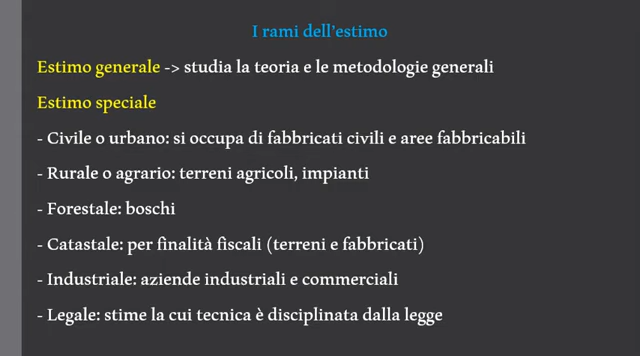 I rami dell'estimo
Estimo generale -> studia la teoria e le metodologie generali
Estimo speciale
- Civile o urbano: si occupa di fabbricati civili e aree fabbricabili
- Rurale o agrario: terreni agricoli, impianti
- Forestale: boschi
- Catastale: per finalità fiscali (terreni e fabbricati)
- Industriale: aziende industriali e commerciali
- Legale: stime la cui tecnica è disciplinata dalla legge